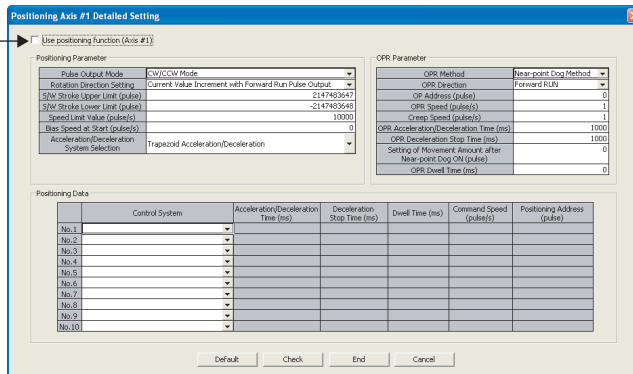 Positioning Axis #1 Detailed Setting
Use positioning function (Axis #1)
Positioning Parameter
Pulse Output Mode CW/CCW Mode
Rotation Direction Setting Current Value Increment with Forward Run Pulse Output
S/W Stroke Upper Limit (pulse) 2147483647
S/W Stroke Lower Limit (pulse) -2147483648
Speed Limit Value (pulse/s) 10000
Bias Speed at Start (pulse/s) 0
Acceleration/Deceleration
System Selection Trapezoid Acceleration/Deceleration
OPR Parameter
OPR Method Near-point Dog Method
OPR Direction Forward RUN
OP Address (pulse) 0
OPR Speed (pulse/s) 1
Creep Speed (pulse/s) 1
OPR Acceleration/Deceleration Time (ms) 1000
OPR Deceleration Stop Time (ms) 1000
Setting of Movement Amount after
Near-point Dog ON (pulse) 0
OPR Dwell Time (ms) 0
Positioning Data
Control System Acceleration/Deceleration Time (ms) Deceleration Stop Time (ms) Dwell Time (ms) Command Speed (pulse/s) Positioning Address (pulse)
No.1
No.2
No.3
No.4
No.5
No.6
No.7
No.8
No.9
No.10
Default Check End Cancel